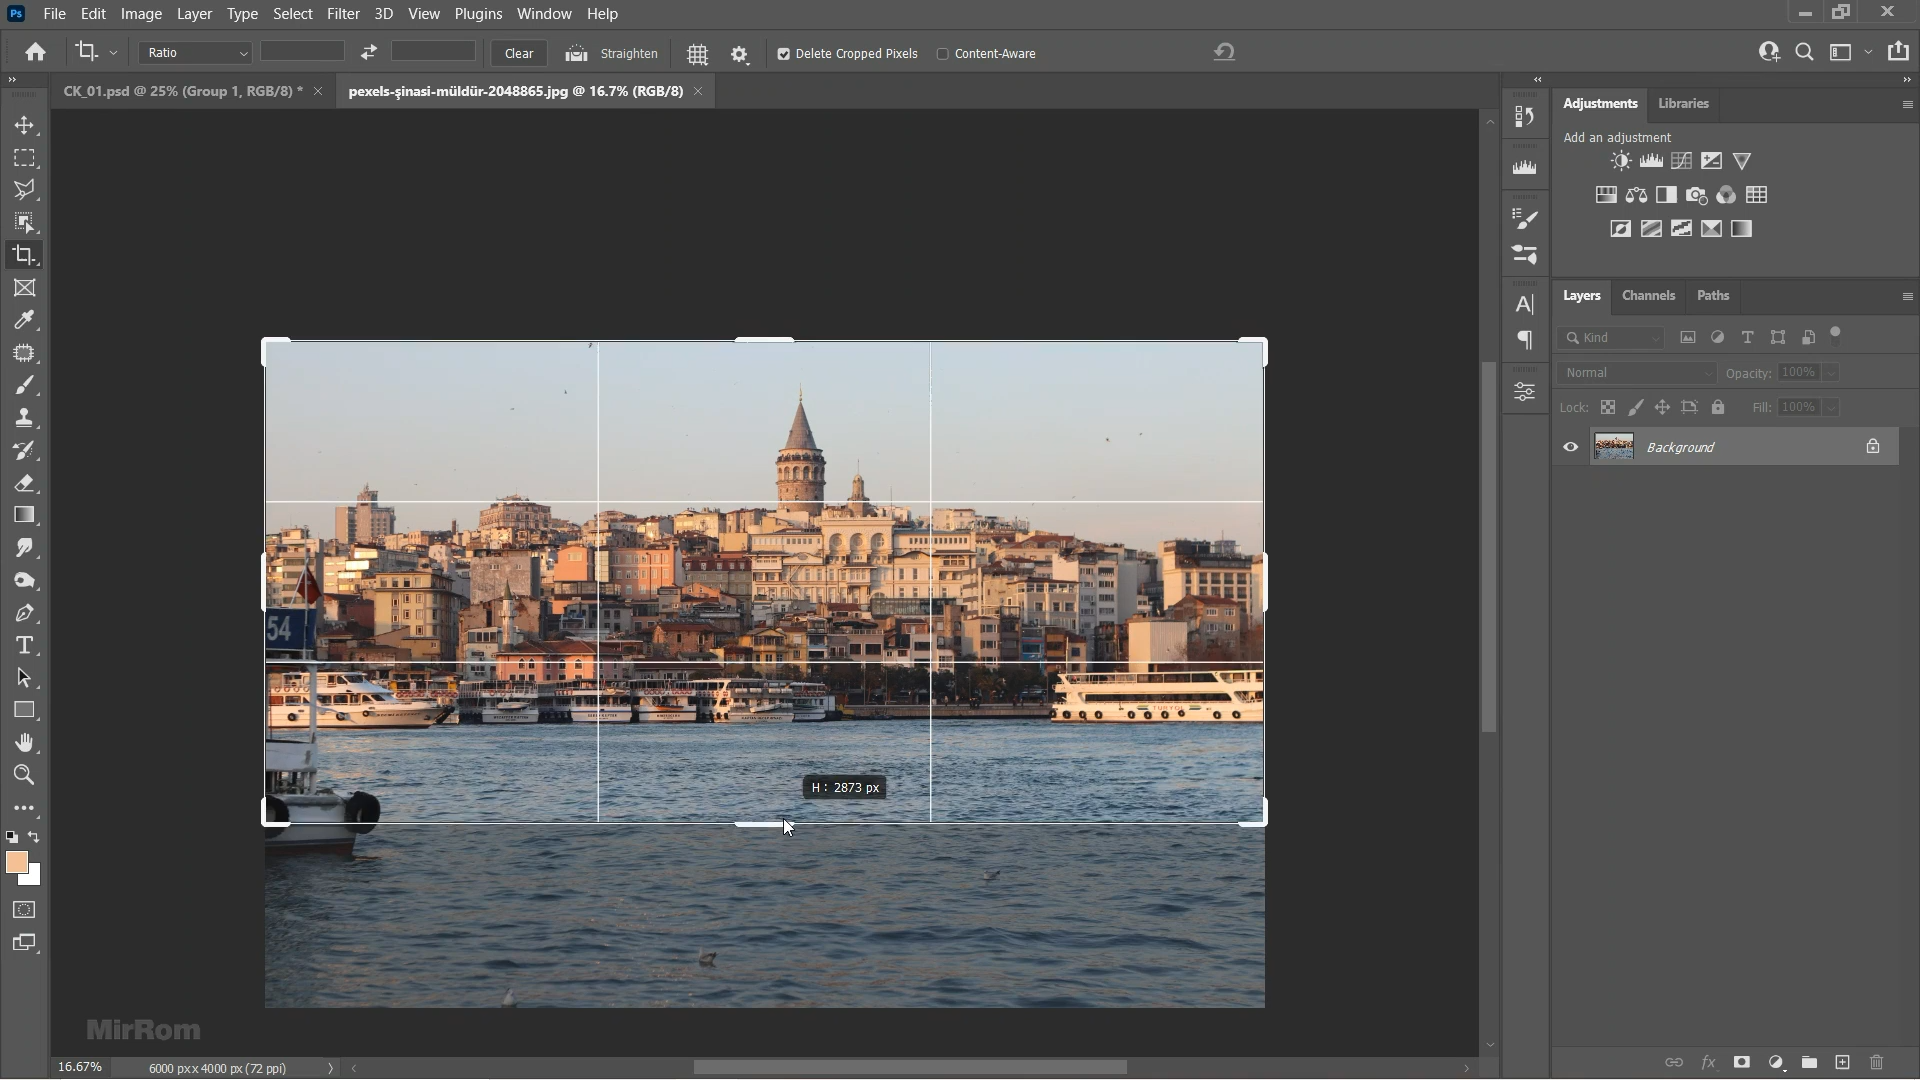 Ps File Edit Image Layer Type Select Filter 3D View Plugins Window Help
Ratio Clear Straighten Delete Cropped Pixels Content-Aware
CK_01.psd @ 25% (Group 1, RGB/8) * ×
pexels-şinasi-müldür-2048865.jpg @ 16.7% (RGB/8) ×
Adjustments Libraries
Add an adjustment
Layers Channels Paths
Kind
Normal Opacity: 100%
Lock: Fill: 100%
Background
54
TURYOL
H : 2873 px
MirRom
16.67% 6000 px x 4000 px (72 ppi)